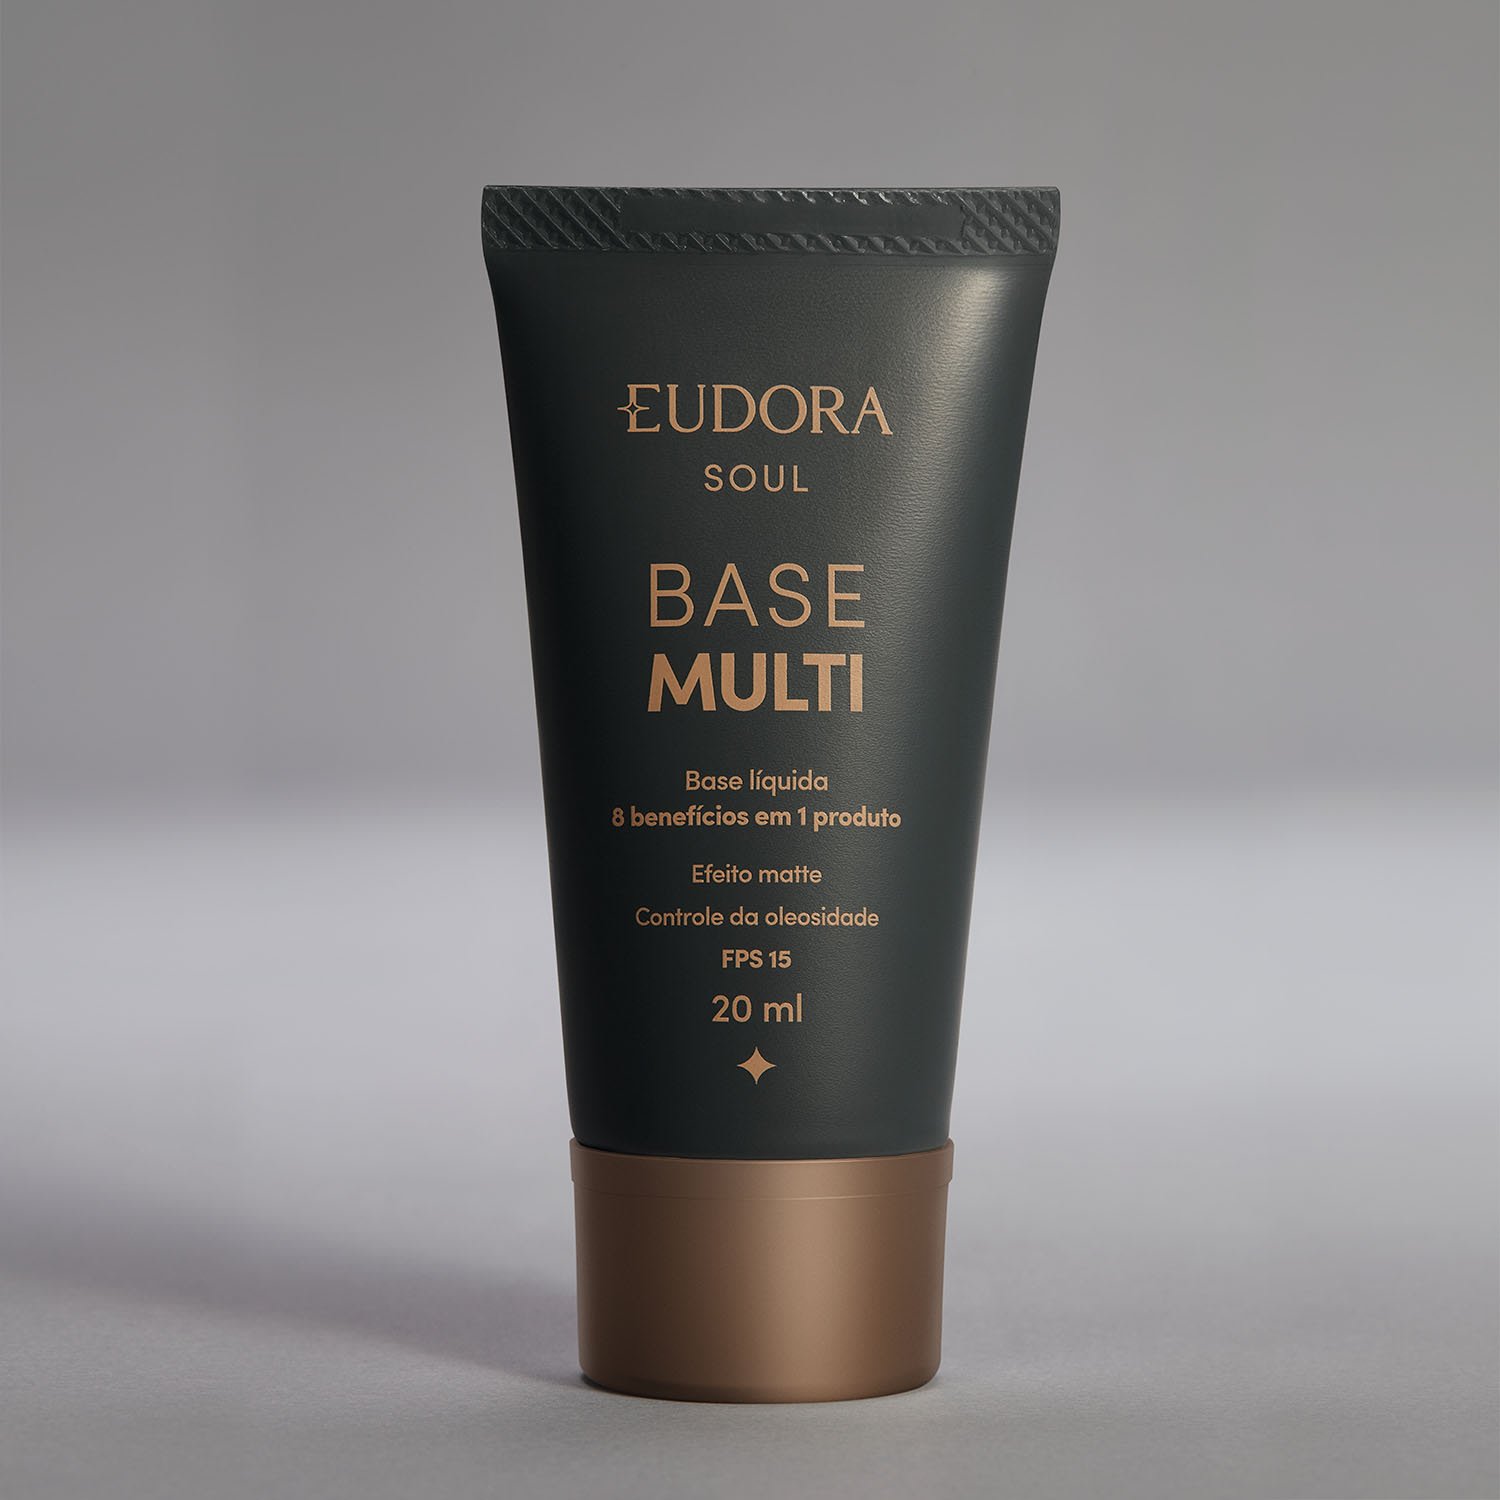 EUDORA
SOUL
BASE
MULTI
Base líquida
8 benefícios em 1 produto
Efeito matte
Controle da oleosidade
FPS 15
20 ml